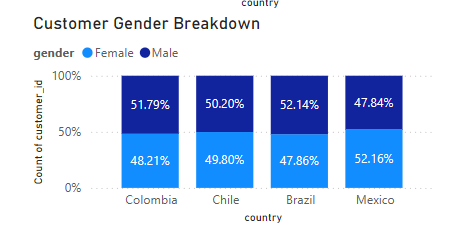 country
Customer Gender Breakdown
gender Female Male
Count of customer_id
100%
50%
0%
51.79% 50.20% 52.14% 47.84%
48.21% 49.80% 47.86% 52.16%
Colombia Chile Brazil Mexico
country